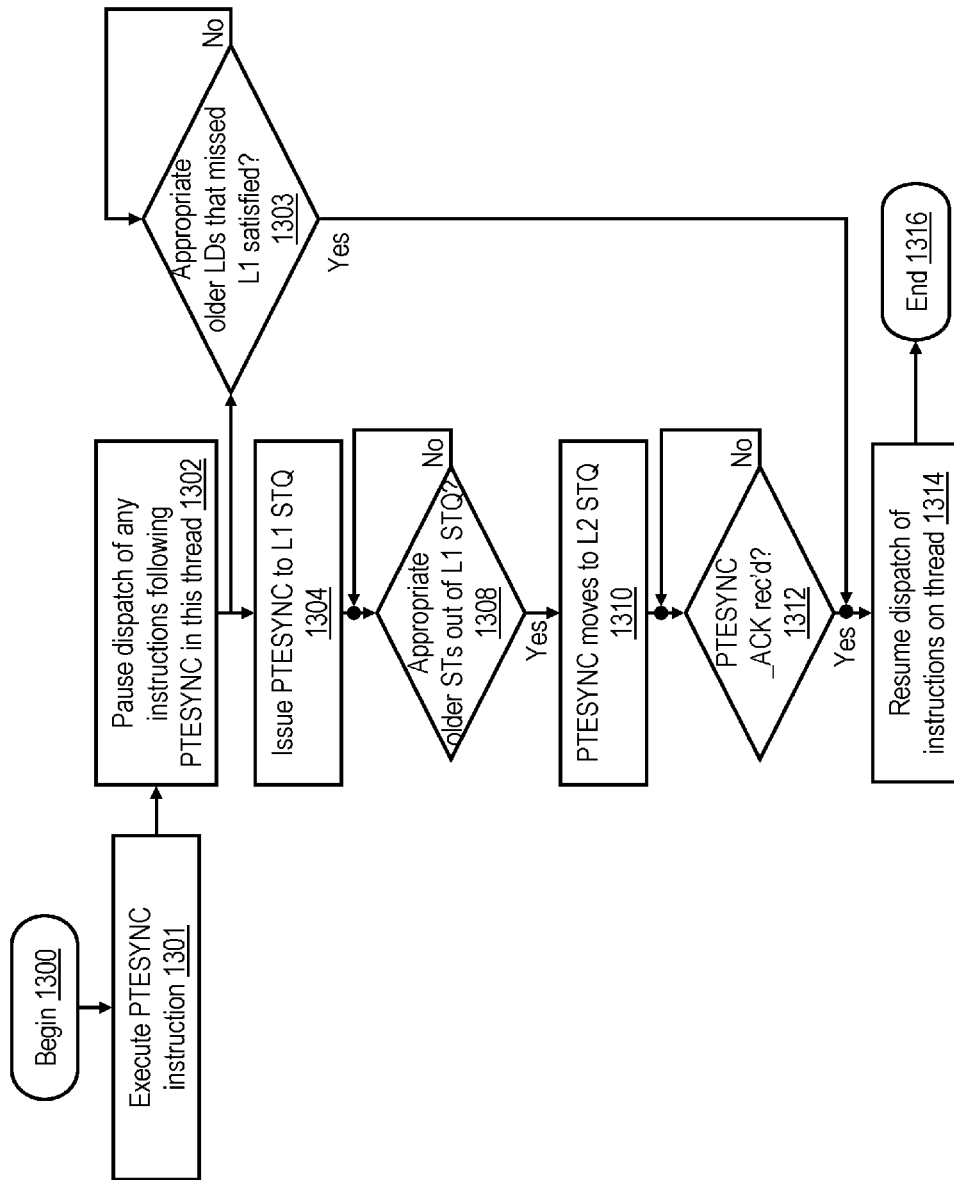 Begin 1300
Execute PTESYNC
instruction 1301
Pause dispatch of any
instructions following
PTESYNC in this thread 1302
Appropriate
older LDs that missed
L1 satisfied?
1303
No
Yes
Issue PTESYNC to L1 STQ
1304
Appropriate
older STs out of L1 STQ?
1308
No
Yes
PTESYNC moves to L2 STQ
1310
PTESYNC
_ACK rec'd?
1312
No
Yes
Resume dispatch of
instructions on thread 1314
End 1316